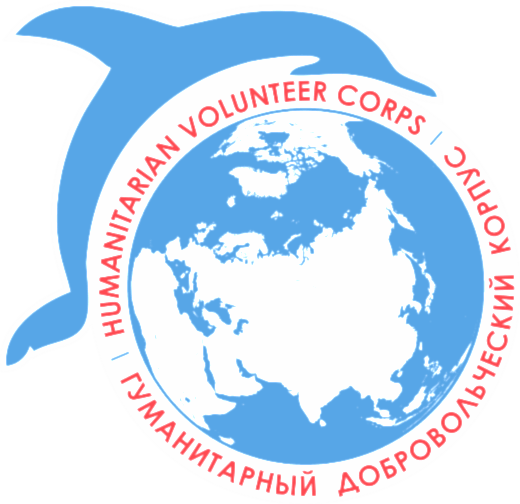 HUMANITARIAN VOLUNTEER CORPS
ГУМАНИТАРНЫЙ ДОБРОВОЛЬЧЕСКИЙ КОРПУС